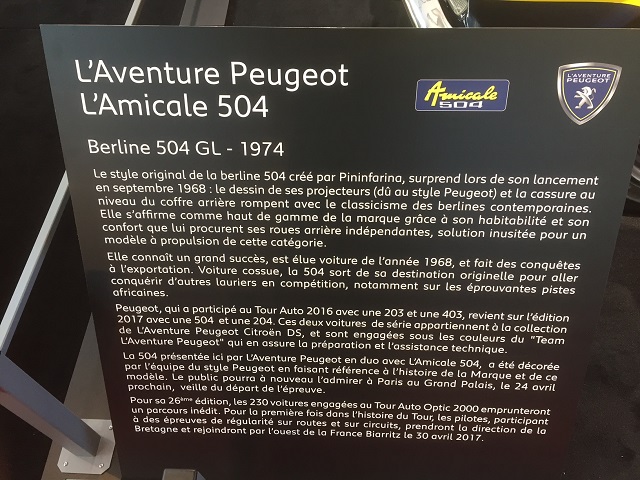 L'Aventure Peugeot
L'Amicale 504
Amicale
504
L'AVENTURE
PEUGEOT
Berline 504 GL - 1974
Le style original de la berline 504 créé par Pininfarina, surprend lors de son lancement
en septembre 1968 : le dessin de ses projecteurs (dû au style Peugeot) et la cassure au
niveau du coffre arrière rompent avec le classicisme des berlines contemporaines.
Elle s'affirme comme haut de gamme de la marque grâce à son habitabilité et son
confort que lui procurent ses roues arrière indépendantes, solution inusitée pour un
modèle à propulsion de cette catégorie.
Elle connaît un grand succès, est élue voiture de l'année 1968, et fait des conquêtes
à l'exportation. Voiture cossue, la 504 sort de sa destination originelle pour aller
conquérir d'autres lauriers en compétition, notamment sur les éprouvantes pistes
africaines.
Peugeot, qui a participé au Tour Auto 2016 avec une 203 et une 403, revient sur l'édition
2017 avec une 504 et une 204. Ces deux voitures de série appartiennent à la collection
de L'Aventure Peugeot Citroën DS, et sont engagées sous les couleurs du "Team
L'Aventure Peugeot" qui en assure la préparation et l'assistance technique.
La 504 présentée ici par L'Aventure Peugeot en duo avec L'Amicale 504, a été décorée
par l'équipe du style Peugeot en faisant référence à l'histoire de la Marque et de ce
modèle. Le public pourra à nouveau l'admirer à Paris au Grand Palais, le 24 avril
prochain, veille du départ de l'épreuve.
Pour sa 26ème édition, les 230 voitures engagées au Tour Auto Optic 2000 emprunteront
un parcours inédit. Pour la première fois dans l'histoire du Tour, les pilotes, participant
à des épreuves de régularité sur routes et sur circuits, prendront la direction de la
Bretagne et rejoindront par l'ouest de la France Biarritz le 30 avril 2017.